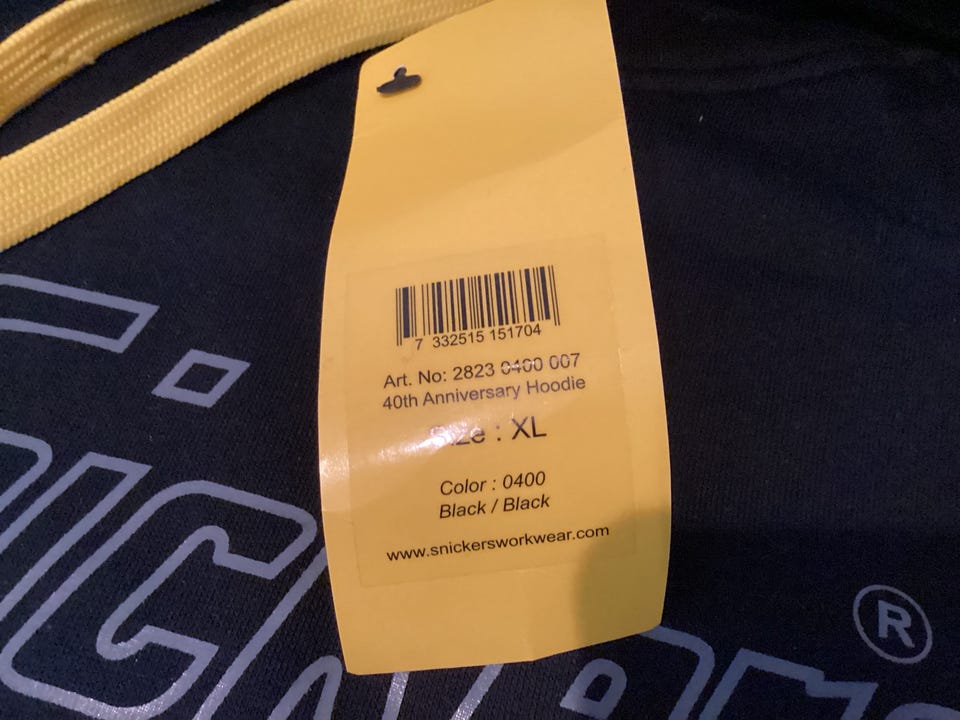 7 332515 151704
Art. No: 2823 0400 007
40th Anniversary Hoodie
Size : XL
Color : 0400
Black / Black
www.snickersworkwear.com
®